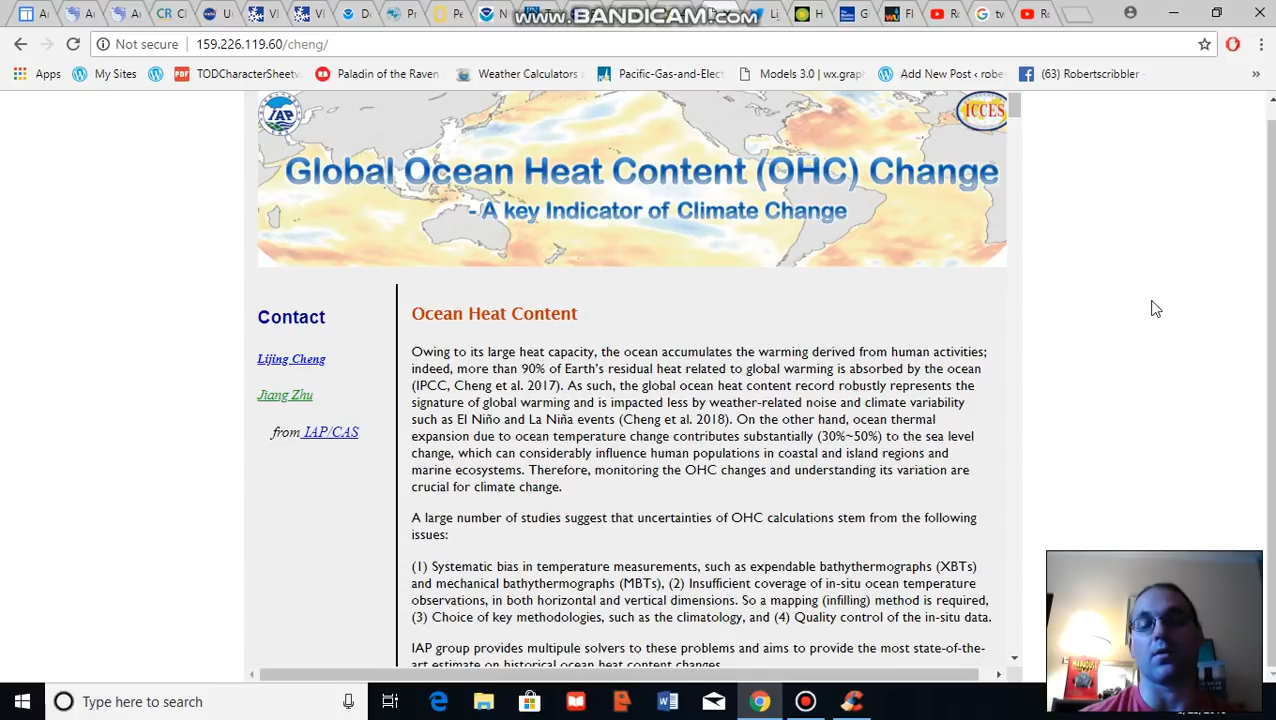 www.BANDICAM.com
Not secure 159.226.119.60/cheng/
Apps My Sites TODCharacterSheetv Paladin of the Raven Weather Calculators Pacific-Gas-and-Elect Models 3.0 | wx.graph Add New Post ‹ robe (63) Robertscribbler
IAP
ICCES
Global Ocean Heat Content (OHC) Change
- A key Indicator of Climate Change
Contact
Lijing Cheng
Jiang Zhu
from IAP/CAS
Ocean Heat Content
Owing to its large heat capacity, the ocean accumulates the warming derived from human activities;
indeed, more than 90% of Earth's residual heat related to global warming is absorbed by the ocean
(IPCC, Cheng et al. 2017). As such, the global ocean heat content record robustly represents the
signature of global warming and is impacted less by weather-related noise and climate variability
such as El Niño and La Niña events (Cheng et al. 2018). On the other hand, ocean thermal
expansion due to ocean temperature change contributes substantially (30%~50%) to the sea level
change, which can considerably influence human populations in coastal and island regions and
marine ecosystems. Therefore, monitoring the OHC changes and understanding its variation are
crucial for climate change.
A large number of studies suggest that uncertainties of OHC calculations stem from the following
issues:
(1) Systematic bias in temperature measurements, such as expendable bathythermographs (XBTs)
and mechanical bathythermographs (MBTs), (2) Insufficient coverage of in-situ ocean temperature
observations, in both horizontal and vertical dimensions. So a mapping (infilling) method is required,
(3) Choice of key methodologies, such as the climatology, and (4) Quality control of the in-situ data.
IAP group provides multipule solvers to these problems and aims to provide the most state-of-the-
art estimate on historical ocean heat content changes.
Type here to search